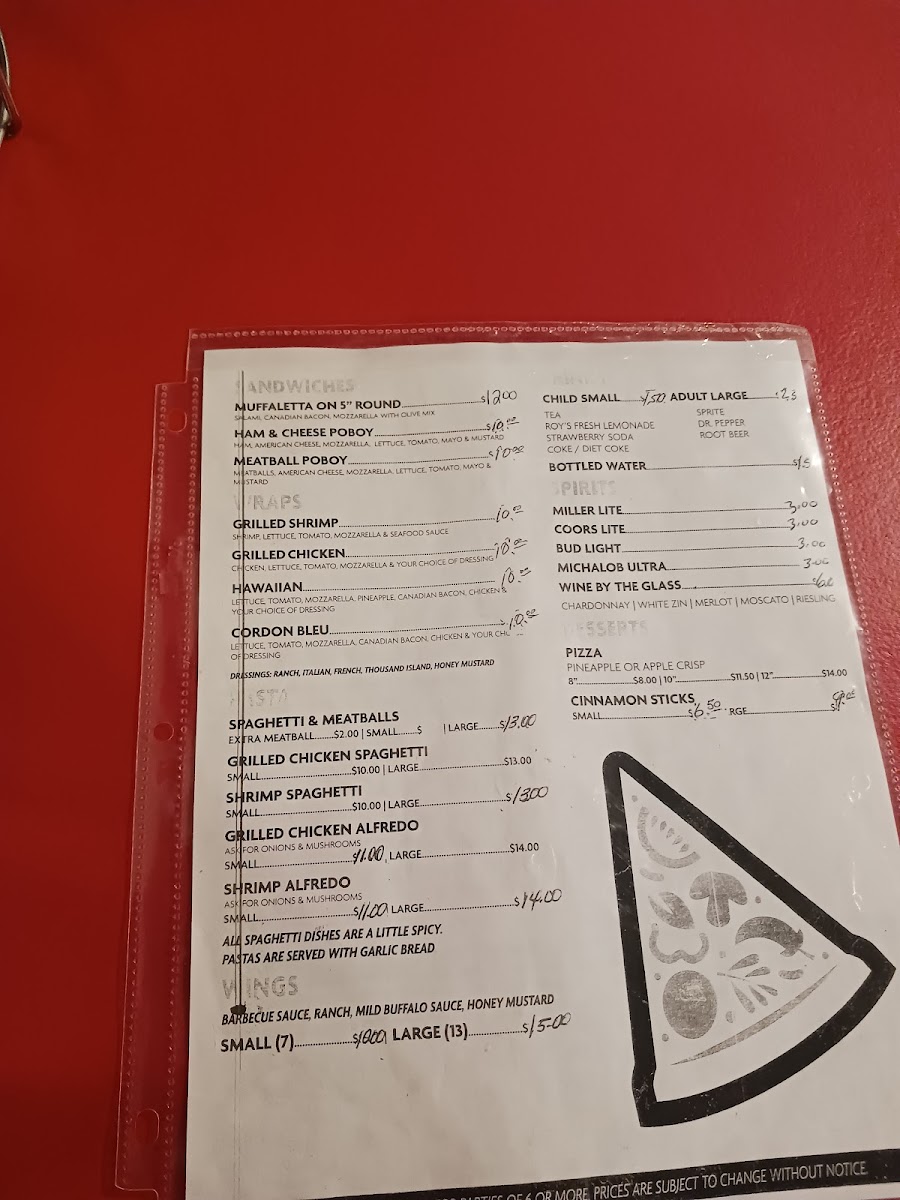 SANDWICHES
MUFFALETTA ON 5" ROUND $12.00
SALAMI, CANADIAN BACON, MOZZARELLA WITH OLIVE MIX
HAM & CHEESE POBOY $10.00
HAM, AMERICAN CHEESE, MOZZARELLA, LETTUCE, TOMATO, MAYO & MUSTARD
MEATBALL POBOY $10.00
MEATBALLS, AMERICAN CHEESE, MOZZARELLA, LETTUCE, TOMATO, MAYO &
MUSTARD
WRAPS
GRILLED SHRIMP 10.00
SHRIMP, LETTUCE, TOMATO, MOZZARELLA & SEAFOOD SAUCE
GRILLED CHICKEN 10.00
CHICKEN, LETTUCE, TOMATO, MOZZARELLA & YOUR CHOICE OF DRESSING
HAWAIIAN 10.00
LETTUCE, TOMATO, MOZZARELLA, PINEAPPLE, CANADIAN BACON, CHICKEN &
YOUR CHOICE OF DRESSING
CORDON BLEU 10.00
LETTUCE, TOMATO, MOZZARELLA, CANADIAN BACON, CHICKEN & YOUR
OF DRESSING
DRESSINGS: RANCH, ITALIAN, FRENCH, THOUSAND ISLAND, HONEY MUSTARD
PASTA
SPAGHETTI & MEATBALLS
EXTRA MEATBALL........$2.00 | SMALL........$ | LARGE........$13.00
GRILLED CHICKEN SPAGHETTI
SMALL........$10.00 | LARGE........$13.00
SHRIMP SPAGHETTI
SMALL........$10.00 | LARGE........$13.00
GRILLED CHICKEN ALFREDO
ASK FOR ONIONS & MUSHROOMS
SMALL........$11.00 LARGE........$14.00
SHRIMP ALFREDO
ASK FOR ONIONS & MUSHROOMS
SMALL........$11.00 LARGE........$14.00
ALL SPAGHETTI DISHES ARE A LITTLE SPICY.
PASTAS ARE SERVED WITH GARLIC BREAD
WINGS
BARBECUE SAUCE, RANCH, MILD BUFFALO SAUCE, HONEY MUSTARD
SMALL (7)........$10.00 LARGE (13)........$15.00
CHILD SMALL ADULT LARGE
TEA
ROY'S FRESH LEMONADE
STRAWBERRY SODA
COKE / DIET COKE
SPRITE
DR. PEPPER
ROOT BEER
BOTTLED WATER
SPIRITS
MILLER LITE 3.00
COORS LITE 3.00
BUD LIGHT 3.00
MICHALOB ULTRA 3.00
WINE BY THE GLASS
CHARDONNAY | WHITE ZIN | MERLOT | MOSCATO | RIESLING
DESSERTS
PIZZA
PINEAPPLE OR APPLE CRISP
8"........$8.00 | 10"........$11.50 | 12"........$14.00
CINNAMON STICKS
SMALL........$6.50 RGE........$
PARTIES OF 6 OR MORE. PRICES ARE SUBJECT TO CHANGE WITHOUT NOTICE.